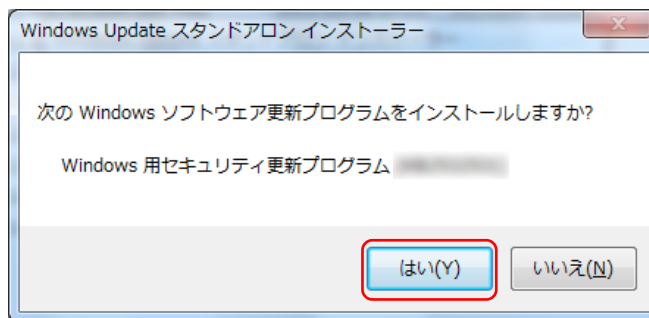 Windows Update スタンドアロン インストーラー
次の Windows ソフトウェア更新プログラムをインストールしますか?
Windows 用セキュリティ更新プログラム
はい(Y)
いいえ(N)